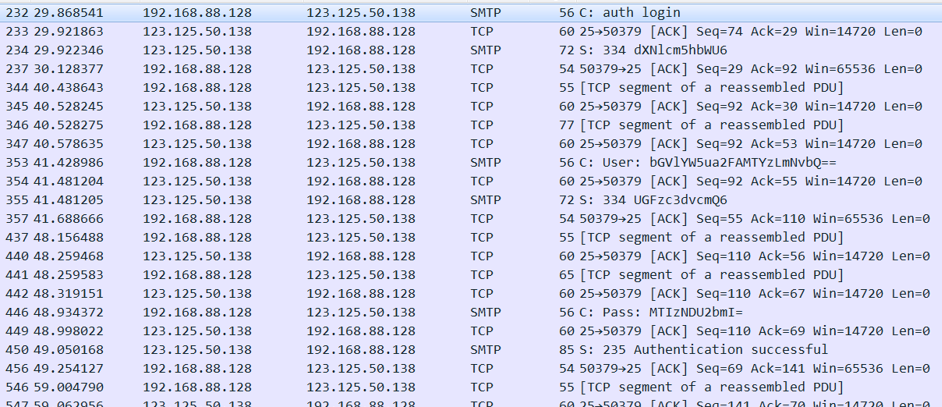 232 29.868541 192.168.88.128 123.125.50.138 SMTP 56 C: auth login
233 29.921863 123.125.50.138 192.168.88.128 TCP 60 25→50379 [ACK] Seq=74 Ack=29 Win=14720 Len=0
234 29.922346 123.125.50.138 192.168.88.128 SMTP 72 S: 334 dXNlcm5hbWU6
237 30.128377 192.168.88.128 123.125.50.138 TCP 54 50379→25 [ACK] Seq=29 Ack=92 Win=65536 Len=0
344 40.438643 192.168.88.128 123.125.50.138 TCP 55 [TCP segment of a reassembled PDU]
345 40.528245 123.125.50.138 192.168.88.128 TCP 60 25→50379 [ACK] Seq=92 Ack=30 Win=14720 Len=0
346 40.528275 192.168.88.128 123.125.50.138 TCP 77 [TCP segment of a reassembled PDU]
347 40.578635 123.125.50.138 192.168.88.128 TCP 60 25→50379 [ACK] Seq=92 Ack=53 Win=14720 Len=0
353 41.428986 192.168.88.128 123.125.50.138 SMTP 56 C: User: bGVlYW5ua2FAMTYzLmNvbQ==
354 41.481204 123.125.50.138 192.168.88.128 TCP 60 25→50379 [ACK] Seq=92 Ack=55 Win=14720 Len=0
355 41.481205 123.125.50.138 192.168.88.128 SMTP 72 S: 334 UGFzc3dvcmQ6
357 41.688666 192.168.88.128 123.125.50.138 TCP 54 50379→25 [ACK] Seq=55 Ack=110 Win=65536 Len=0
437 48.156488 192.168.88.128 123.125.50.138 TCP 55 [TCP segment of a reassembled PDU]
440 48.259468 123.125.50.138 192.168.88.128 TCP 60 25→50379 [ACK] Seq=110 Ack=56 Win=14720 Len=0
441 48.259583 192.168.88.128 123.125.50.138 TCP 65 [TCP segment of a reassembled PDU]
442 48.319151 123.125.50.138 192.168.88.128 TCP 60 25→50379 [ACK] Seq=110 Ack=67 Win=14720 Len=0
446 48.934372 192.168.88.128 123.125.50.138 SMTP 56 C: Pass: MTIzNDU2bmI=
449 48.998022 123.125.50.138 192.168.88.128 TCP 60 25→50379 [ACK] Seq=110 Ack=69 Win=14720 Len=0
450 49.050168 123.125.50.138 192.168.88.128 SMTP 85 S: 235 Authentication successful
456 49.254127 192.168.88.128 123.125.50.138 TCP 54 50379→25 [ACK] Seq=69 Ack=141 Win=65536 Len=0
546 59.004790 192.168.88.128 123.125.50.138 TCP 55 [TCP segment of a reassembled PDU]
547 59.062956 123.125.50.138 192.168.88.128 TCP 60 25→50379 [ACK] Seq=141 Ack=70 Win=14720 Len=0